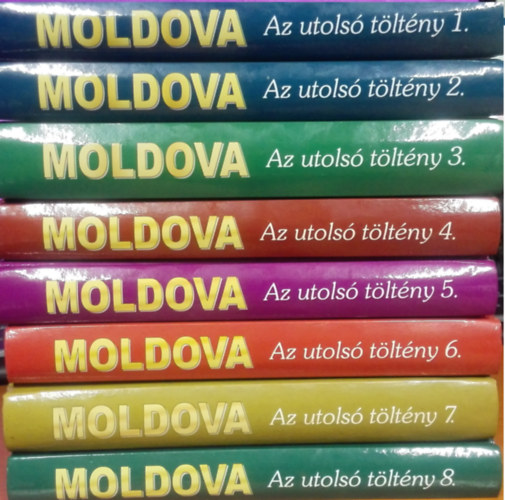 MOLDOVA Az utolsó töltény 1.
MOLDOVA Az utolsó töltény 2.
MOLDOVA Az utolsó töltény 3.
MOLDOVA Az utolsó töltény 4.
MOLDOVA Az utolsó töltény 5.
MOLDOVA Az utolsó töltény 6.
MOLDOVA Az utolsó töltény 7.
MOLDOVA Az utolsó töltény 8.